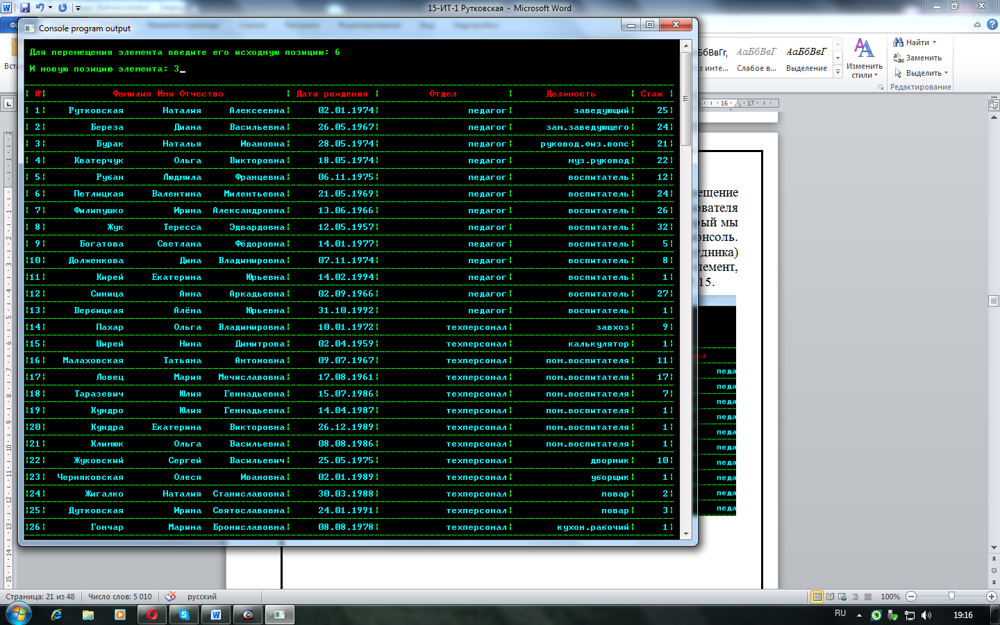 15-ИТ-1 Рутковская - Microsoft Word
Console program output
Для перемещения элемента введите его исходную позицию: 6
И новую позицию элемента: 3
№ Фамилия Имя Отчество Дата рождения Отдел Должность Стаж
1 Рутковская Наталия Алексеевна 02.01.1974 педагог заведующий 25
2 Береза Диана Васильевна 26.05.1967 педагог зам.заведующего 24
3 Бурак Наталья Ивановна 28.05.1974 педагог руковод.физ.вопс 21
4 Кватерчук Ольга Викторовна 18.05.1974 педагог муз.руковод 22
5 Рубан Людмила Францевна 06.11.1975 педагог воспитатель 12
6 Петлицкая Валентина Милентьевна 21.05.1969 педагог воспитатель 24
7 Филипушко Ирина Александровна 13.06.1966 педагог воспитатель 26
8 Жук Тересса Эдвардовна 12.05.1957 педагог воспитатель 32
9 Богатова Светлана Фёдоровна 14.01.1977 педагог воспитатель 5
10 Долженкова Дина Владимировна 07.11.1974 педагог воспитатель 8
11 Кирей Екатерина Юрьевна 14.02.1994 педагог воспитатель 1
12 Синица Анна Аркадьевна 02.09.1966 педагог воспитатель 27
13 Вербицкая Алёна Юрьевна 31.10.1992 педагог воспитатель 1
14 Пахар Ольга Владимировна 10.01.1972 техперсонал завхоз 9
15 Ширей Нина Димитрова 02.04.1959 техперсонал калькулятор 1
16 Малаховская Татьяна Антоновна 09.07.1967 техперсонал пом.воспитателя 11
17 Ловец Мария Мечиславовна 17.08.1961 техперсонал пом.воспитателя 17
18 Таразевич Юлия Геннадьевна 15.07.1986 техперсонал пом.воспитателя 7
19 Кундро Юлия Геннадьевна 14.04.1987 техперсонал пом.воспитателя 1
20 Кундра Екатерина Викторовна 26.12.1989 техперсонал пом.воспитателя 1
21 Климюк Ольга Васильевна 08.08.1986 техперсонал пом.воспитателя 1
22 Жуковский Сергей Васильевич 25.05.1975 техперсонал дворник 10
23 Черняковская Олеся Ивановна 02.01.1989 техперсонал уборщик 1
24 Жигалко Наталия Станиславовна 30.03.1988 техперсонал повар 2
25 Дутковская Ирина Святославовна 24.01.1991 техперсонал повар 3
26 Гончар Марина Брониславовна 08.08.1978 техперсонал кухон.рабочий 1
АаБбВвГ АаБбВвГ
Слабое в... Выделение
Изменить стили
Найти
Заменить
Выделить
Редактирование
16 17
15.
педа
педа
педа
педа
педа
педа
педа
педа
педа
педа
Страница: 21 из 48 Число слов: 5 010 русский 100%
RU 19:16